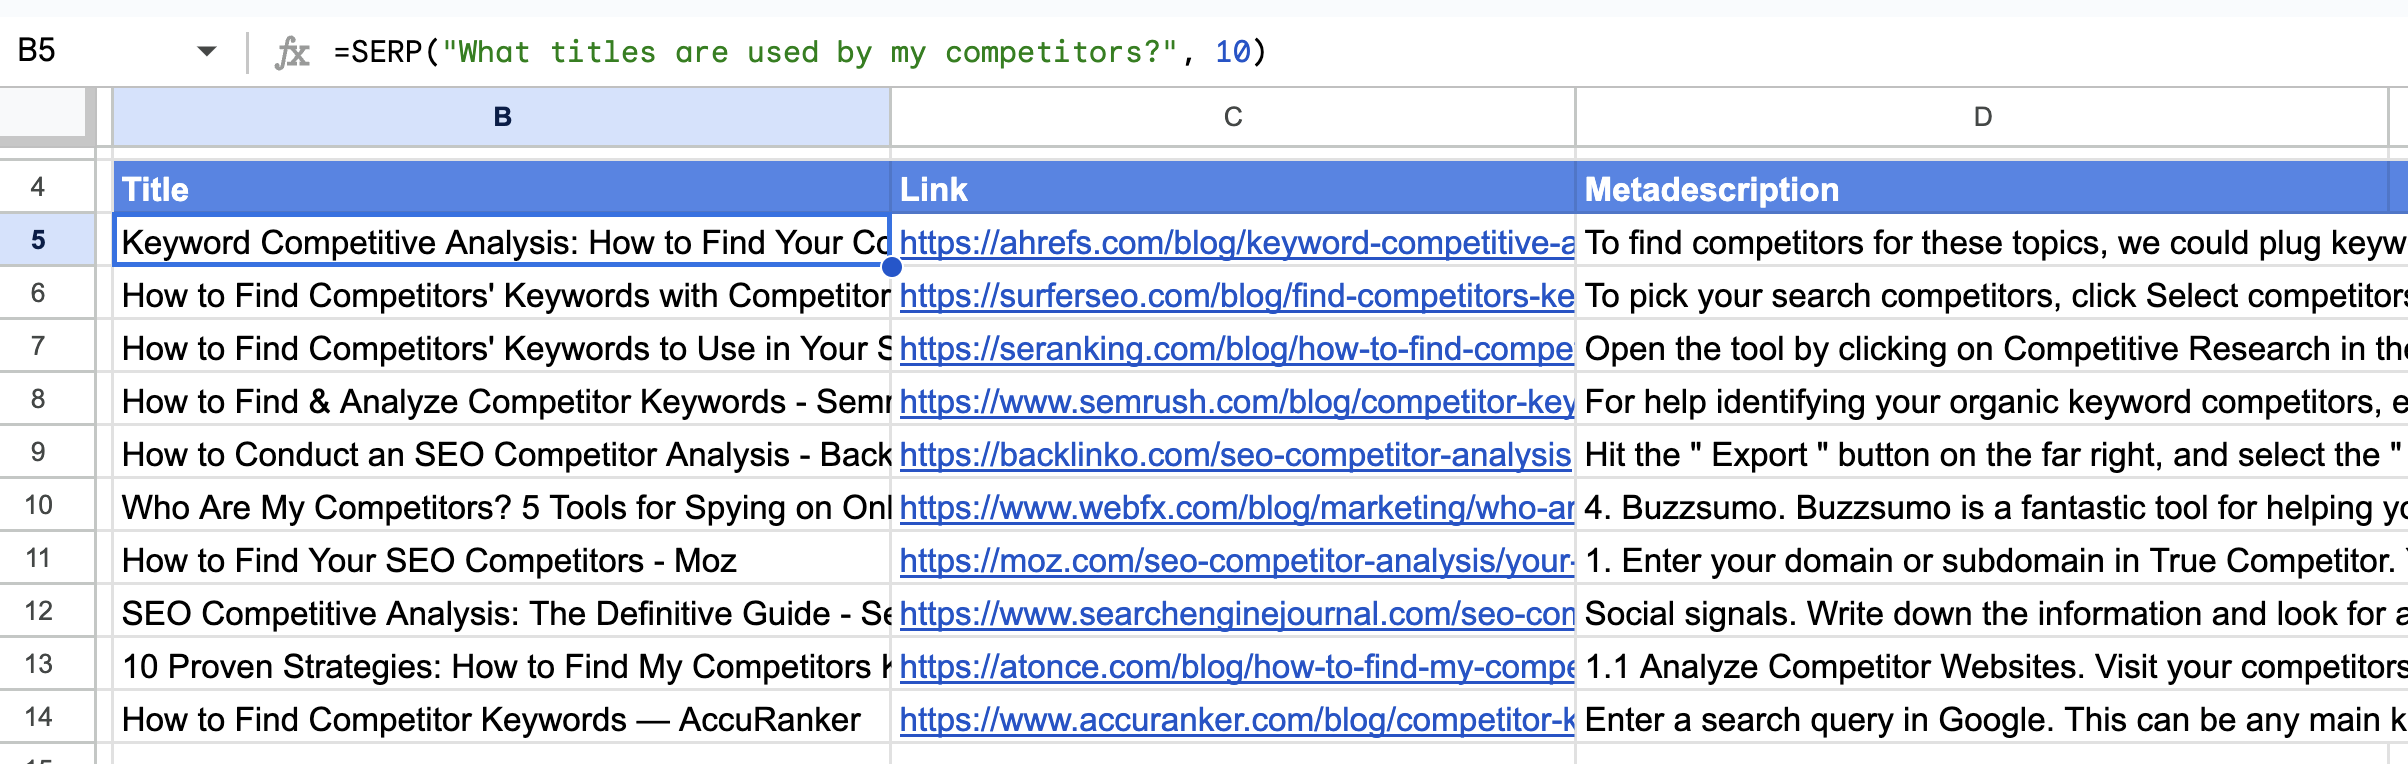 B5 fx =SERP("What titles are used by my competitors?", 10)
B C D
4 Title Link Metadescription
5 Keyword Competitive Analysis: How to Find Your Co https://ahrefs.com/blog/keyword-competitive-a To find competitors for these topics, we could plug keyw
6 How to Find Competitors' Keywords with Competitor https://surferseo.com/blog/find-competitors-ke To pick your search competitors, click Select competitors
7 How to Find Competitors' Keywords to Use in Your S https://seranking.com/blog/how-to-find-compe Open the tool by clicking on Competitive Research in the
8 How to Find & Analyze Competitor Keywords - Semr https://www.semrush.com/blog/competitor-key For help identifying your organic keyword competitors, e
9 How to Conduct an SEO Competitor Analysis - Back https://backlinko.com/seo-competitor-analysis Hit the " Export " button on the far right, and select the "
10 Who Are My Competitors? 5 Tools for Spying on Onl https://www.webfx.com/blog/marketing/who-ar 4. Buzzsumo. Buzzsumo is a fantastic tool for helping yo
11 How to Find Your SEO Competitors - Moz https://moz.com/seo-competitor-analysis/your- 1. Enter your domain or subdomain in True Competitor.
12 SEO Competitive Analysis: The Definitive Guide - Se https://www.searchenginejournal.com/seo-com Social signals. Write down the information and look for a
13 10 Proven Strategies: How to Find My Competitors K https://atonce.com/blog/how-to-find-my-compe 1.1 Analyze Competitor Websites. Visit your competitors
14 How to Find Competitor Keywords — AccuRanker https://www.accuranker.com/blog/competitor-k Enter a search query in Google. This can be any main k